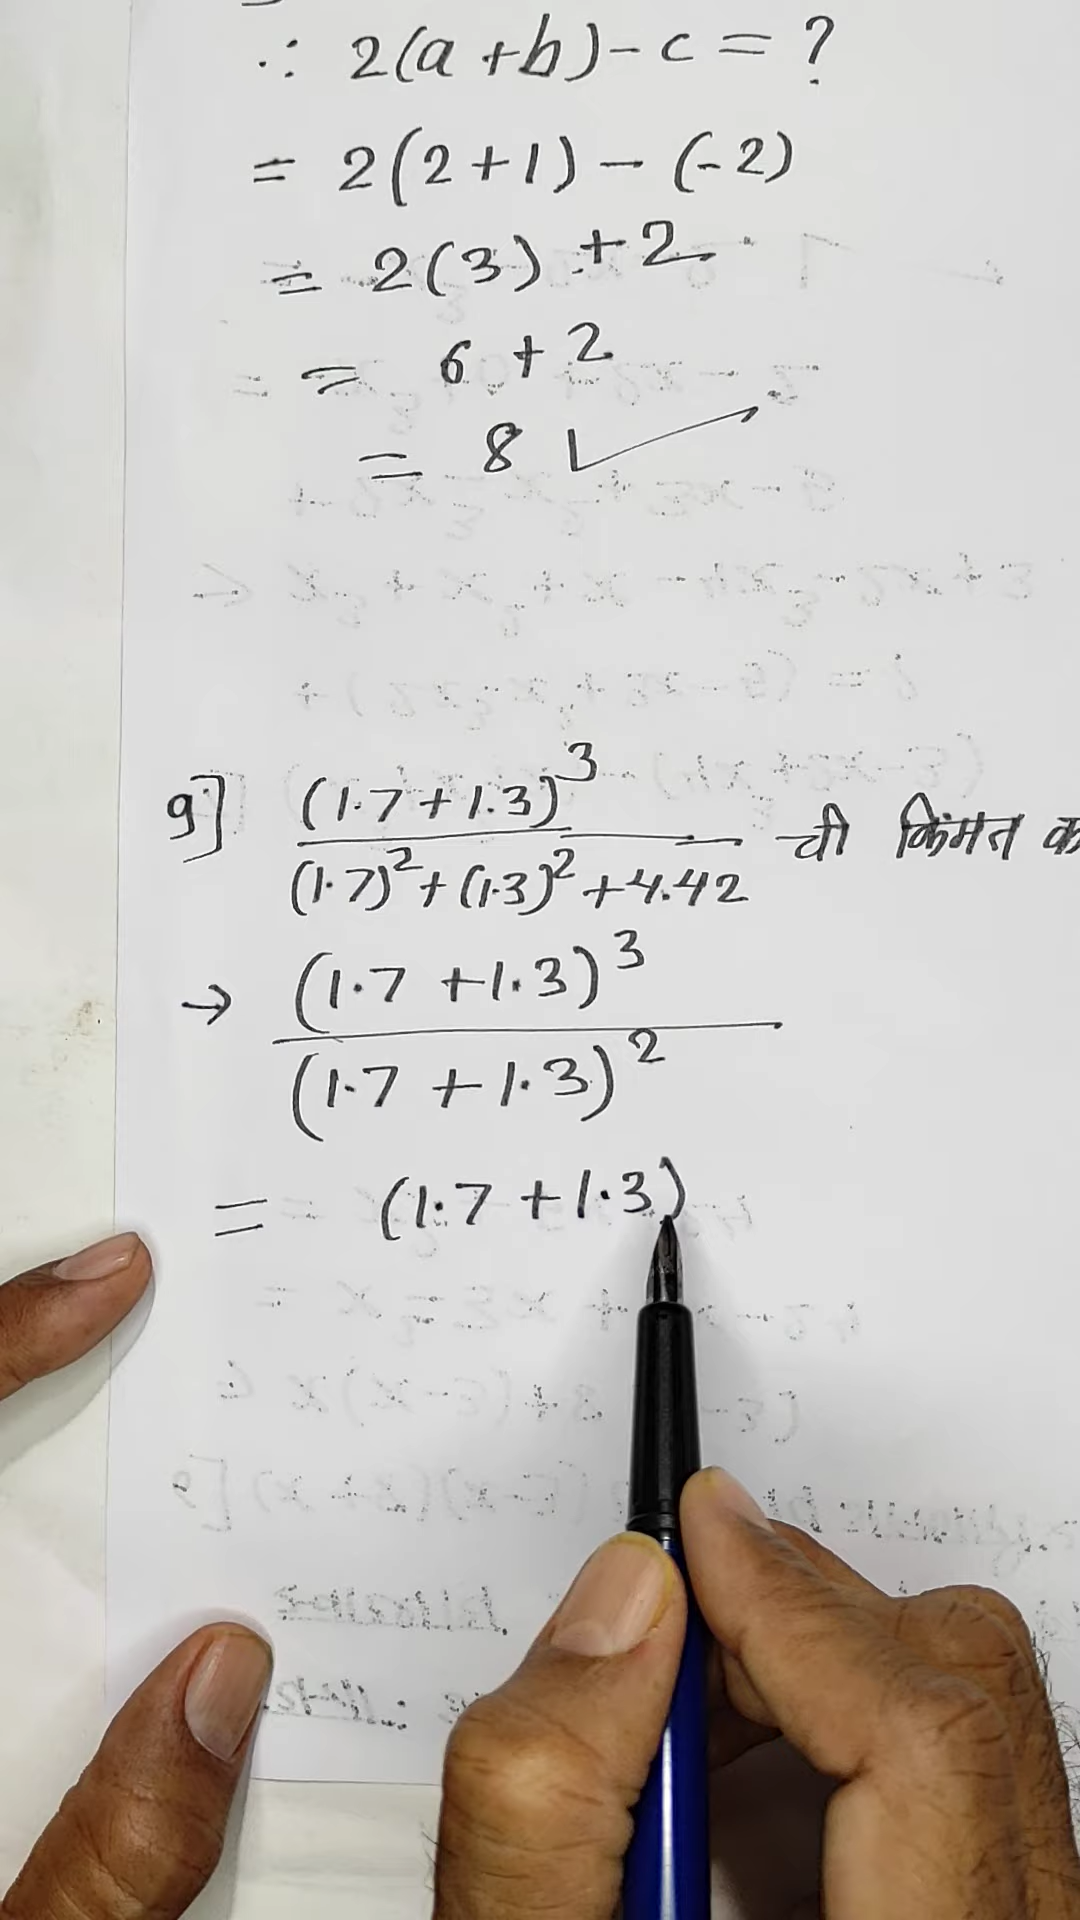 ∴ 2(a+b)-c = ?
= 2(2+1) - (-2)
= 2(3) + 2
= 6 + 2
= 8 ✓
9] (1.7+1.3)³ / (1.7)²+(1.3)²+4.42 ची किंमत
→ (1.7+1.3)³ / (1.7+1.3)²
= (1.7+1.3)